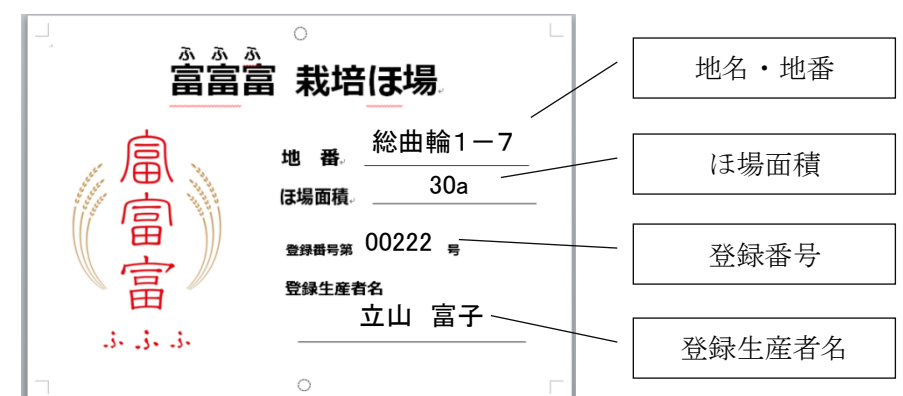 ふ ふ ふ
富富富 栽培ほ場
地 番 総曲輪1-7
ほ場面積 30a
登録番号第 00222 号
登録生産者名
立山 富子
富
富
富
ふふふ
地名・地番
ほ場面積
登録番号
登録生産者名